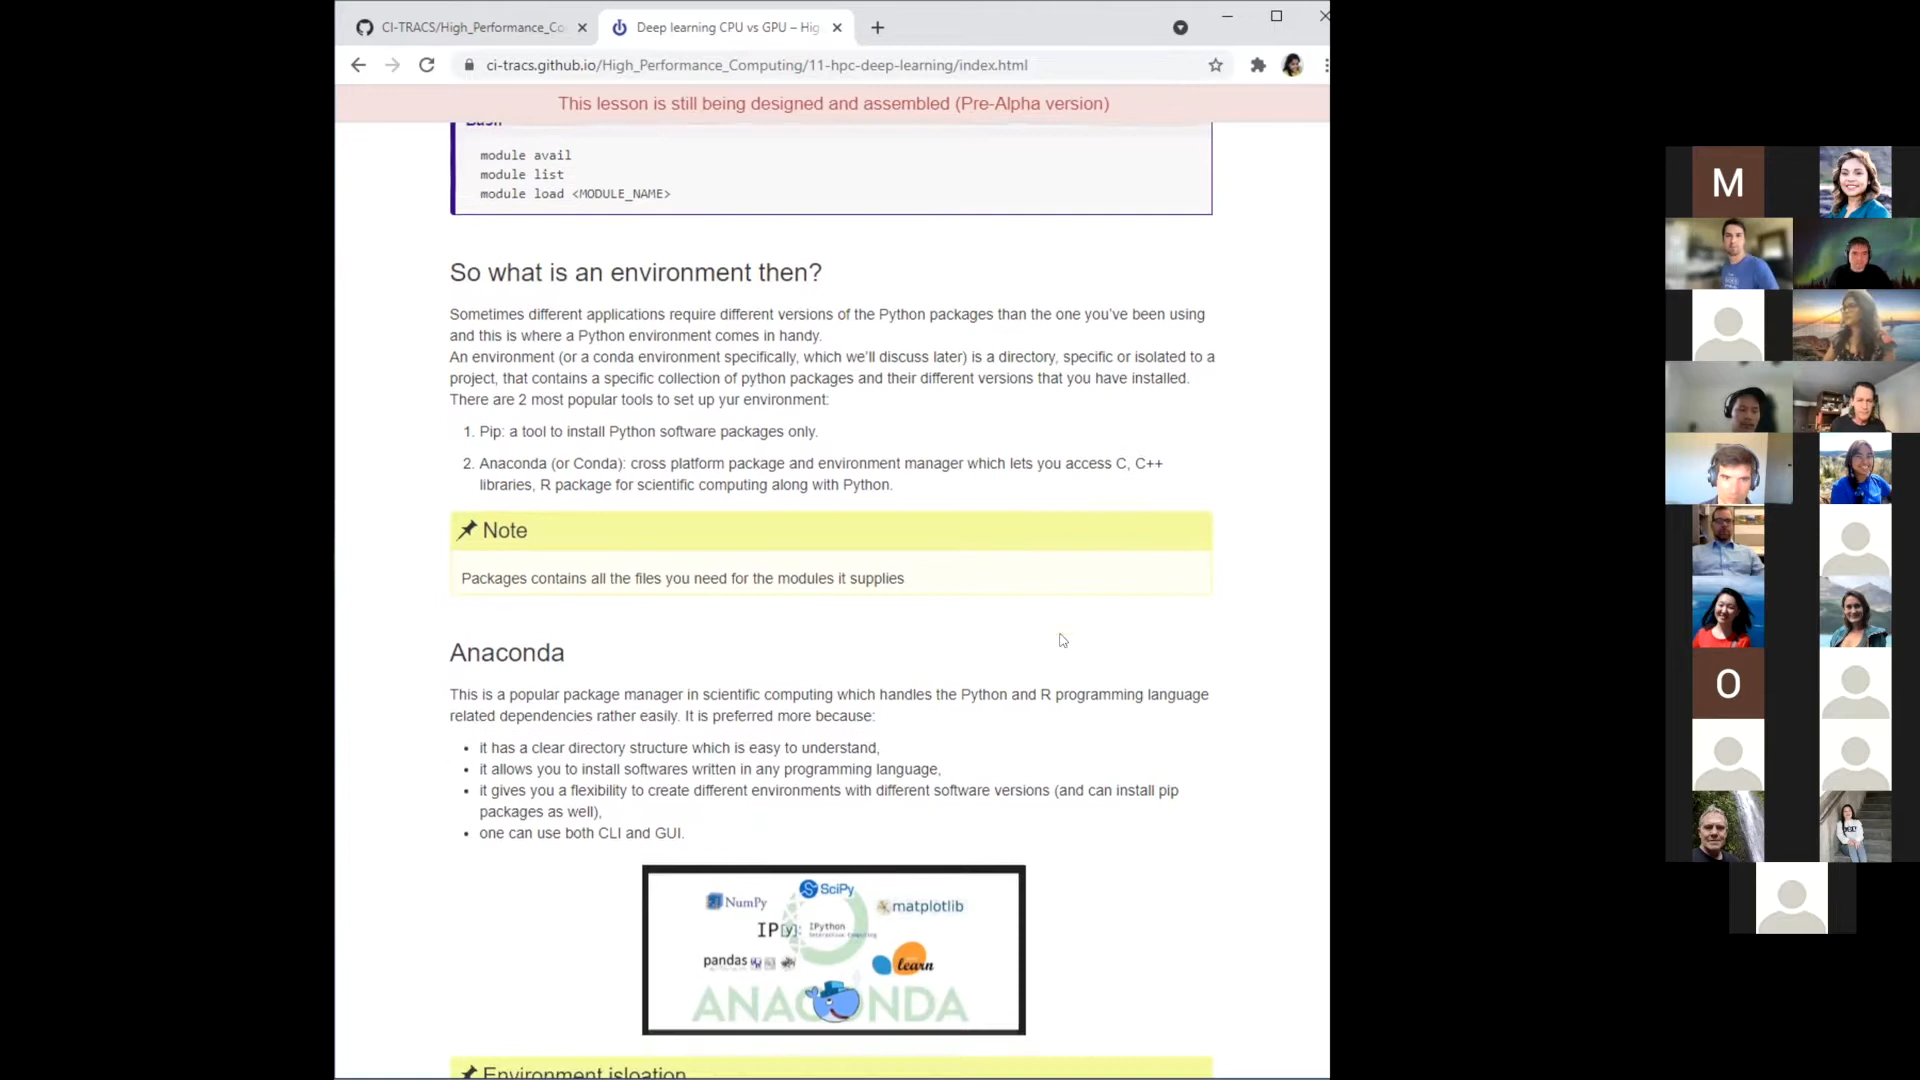 CI-TRACS/High_Performance_Co
Deep learning CPU vs GPU – Hig
ci-tracs.github.io/High_Performance_Computing/11-hpc-deep-learning/index.html
This lesson is still being designed and assembled (Pre-Alpha version)
Bash
module avail
module list
module load <MODULE_NAME>
So what is an environment then?
Sometimes different applications require different versions of the Python packages than the one you've been using
and this is where a Python environment comes in handy.
An environment (or a conda environment specifically, which we'll discuss later) is a directory, specific or isolated to a
project, that contains a specific collection of python packages and their different versions that you have installed.
There are 2 most popular tools to set up yur environment:
1. Pip: a tool to install Python software packages only.
2. Anaconda (or Conda): cross platform package and environment manager which lets you access C, C++
libraries, R package for scientific computing along with Python.
Note
Packages contains all the files you need for the modules it supplies
Anaconda
This is a popular package manager in scientific computing which handles the Python and R programming language
related dependencies rather easily. It is preferred more because:
• it has a clear directory structure which is easy to understand,
• it allows you to install softwares written in any programming language,
• it gives you a flexibility to create different environments with different software versions (and can install pip
packages as well),
• one can use both CLI and GUI.
SciPy
NumPy
matplotlib
IP[y]: IPython
Interactive Computing
pandas
learn
ANACONDA
Environment isloation
M
O